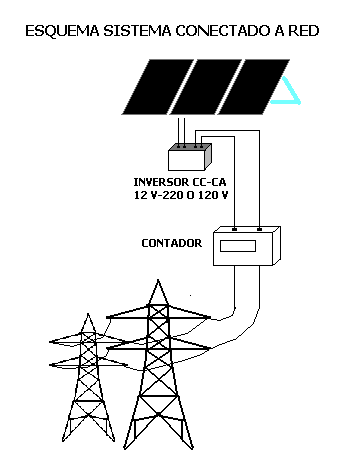 ESQUEMA SISTEMA CONECTADO A RED
INVERSOR CC-CA
12 V-220 O 120 V
CONTADOR